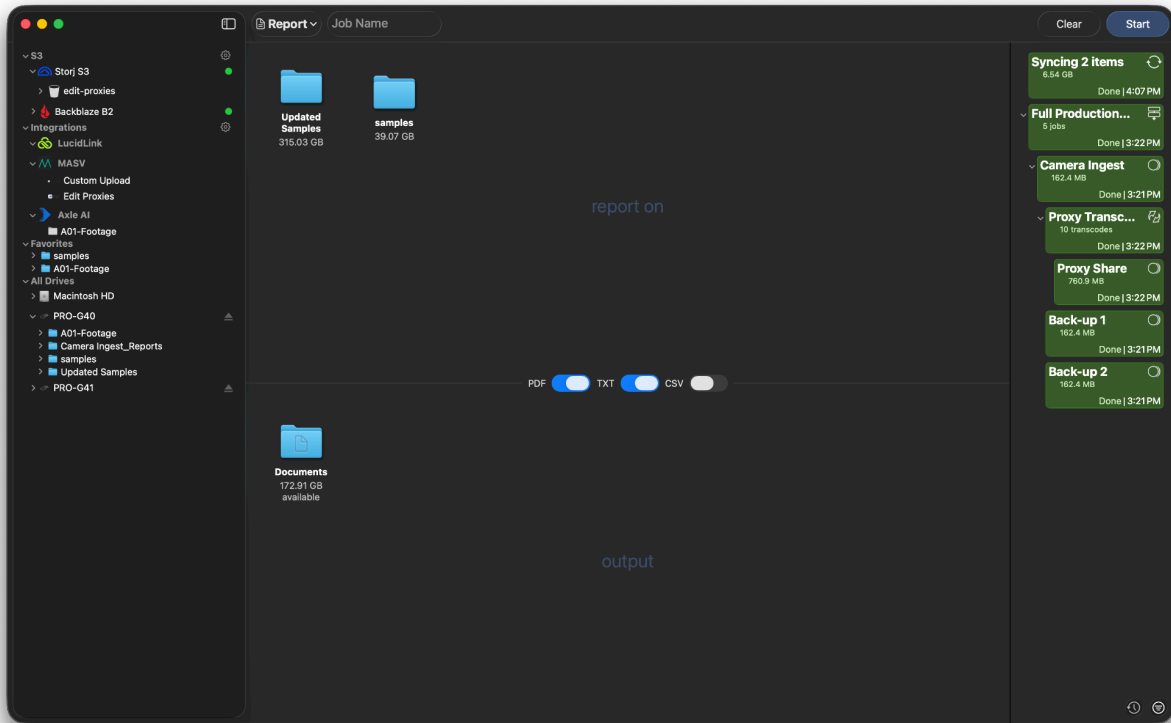 Report
Job Name
Clear
Start
S3
Storj S3
edit-proxies
Backblaze B2
Integrations
LucidLink
MASV
Custom Upload
Edit Proxies
Axle AI
A01-Footage
Favorites
samples
A01-Footage
All Drives
Macintosh HD
PRO-G40
A01-Footage
Camera Ingest_Reports
samples
Updated Samples
PRO-G41
Updated
Samples
315.03 GB
samples
39.07 GB
report on
PDF TXT CSV
Documents
172.91 GB
available
output
Syncing 2 items
6.54 GB
Done | 4:07 PM
Full Production...
5 jobs
Done | 3:22 PM
Camera Ingest
162.4 MB
Done | 3:21 PM
Proxy Transc...
10 transcodes
Done | 3:22 PM
Proxy Share
760.9 MB
Done | 3:22 PM
Back-up 1
162.4 MB
Done | 3:21 PM
Back-up 2
162.4 MB
Done | 3:21 PM